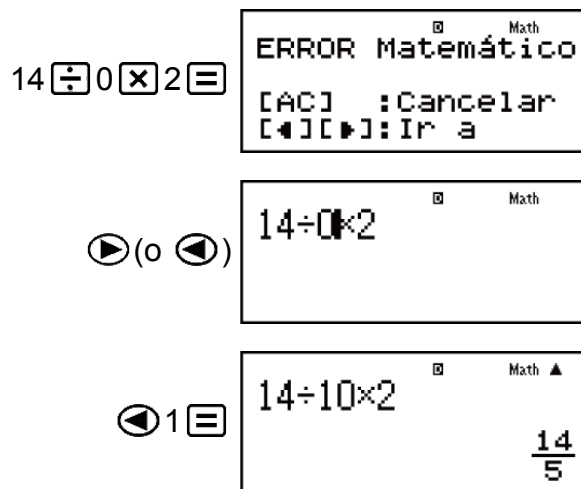 14 ÷ 0 × 2 =
D Math
ERROR Matemático
[AC] :Cancelar
[◀][▶]:Ir a
▶ (o ◀)
D Math
14÷0×2
◀ 1 =
D Math ▲
14÷10×2
14
5